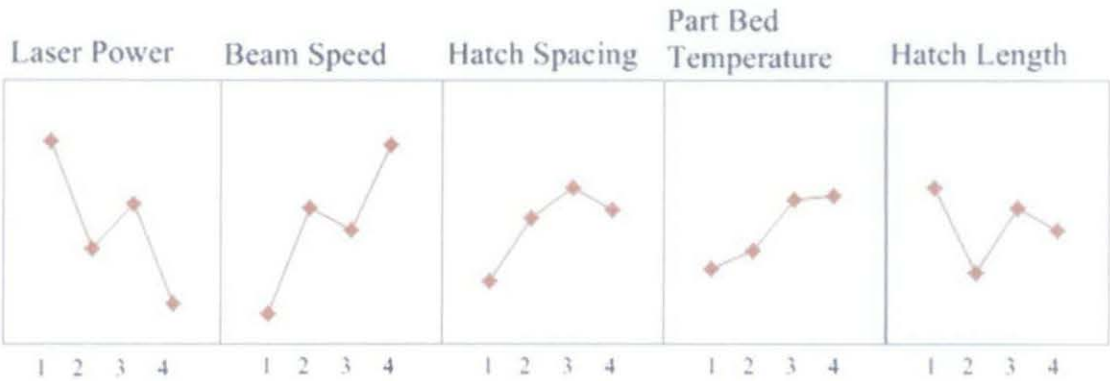 Laser Power
Beam Speed
Hatch Spacing
Part Bed
Temperature
Hatch Length
1 2 3 4
1 2 3 4
1 2 3 4
1 2 3 4
1 2 3 4